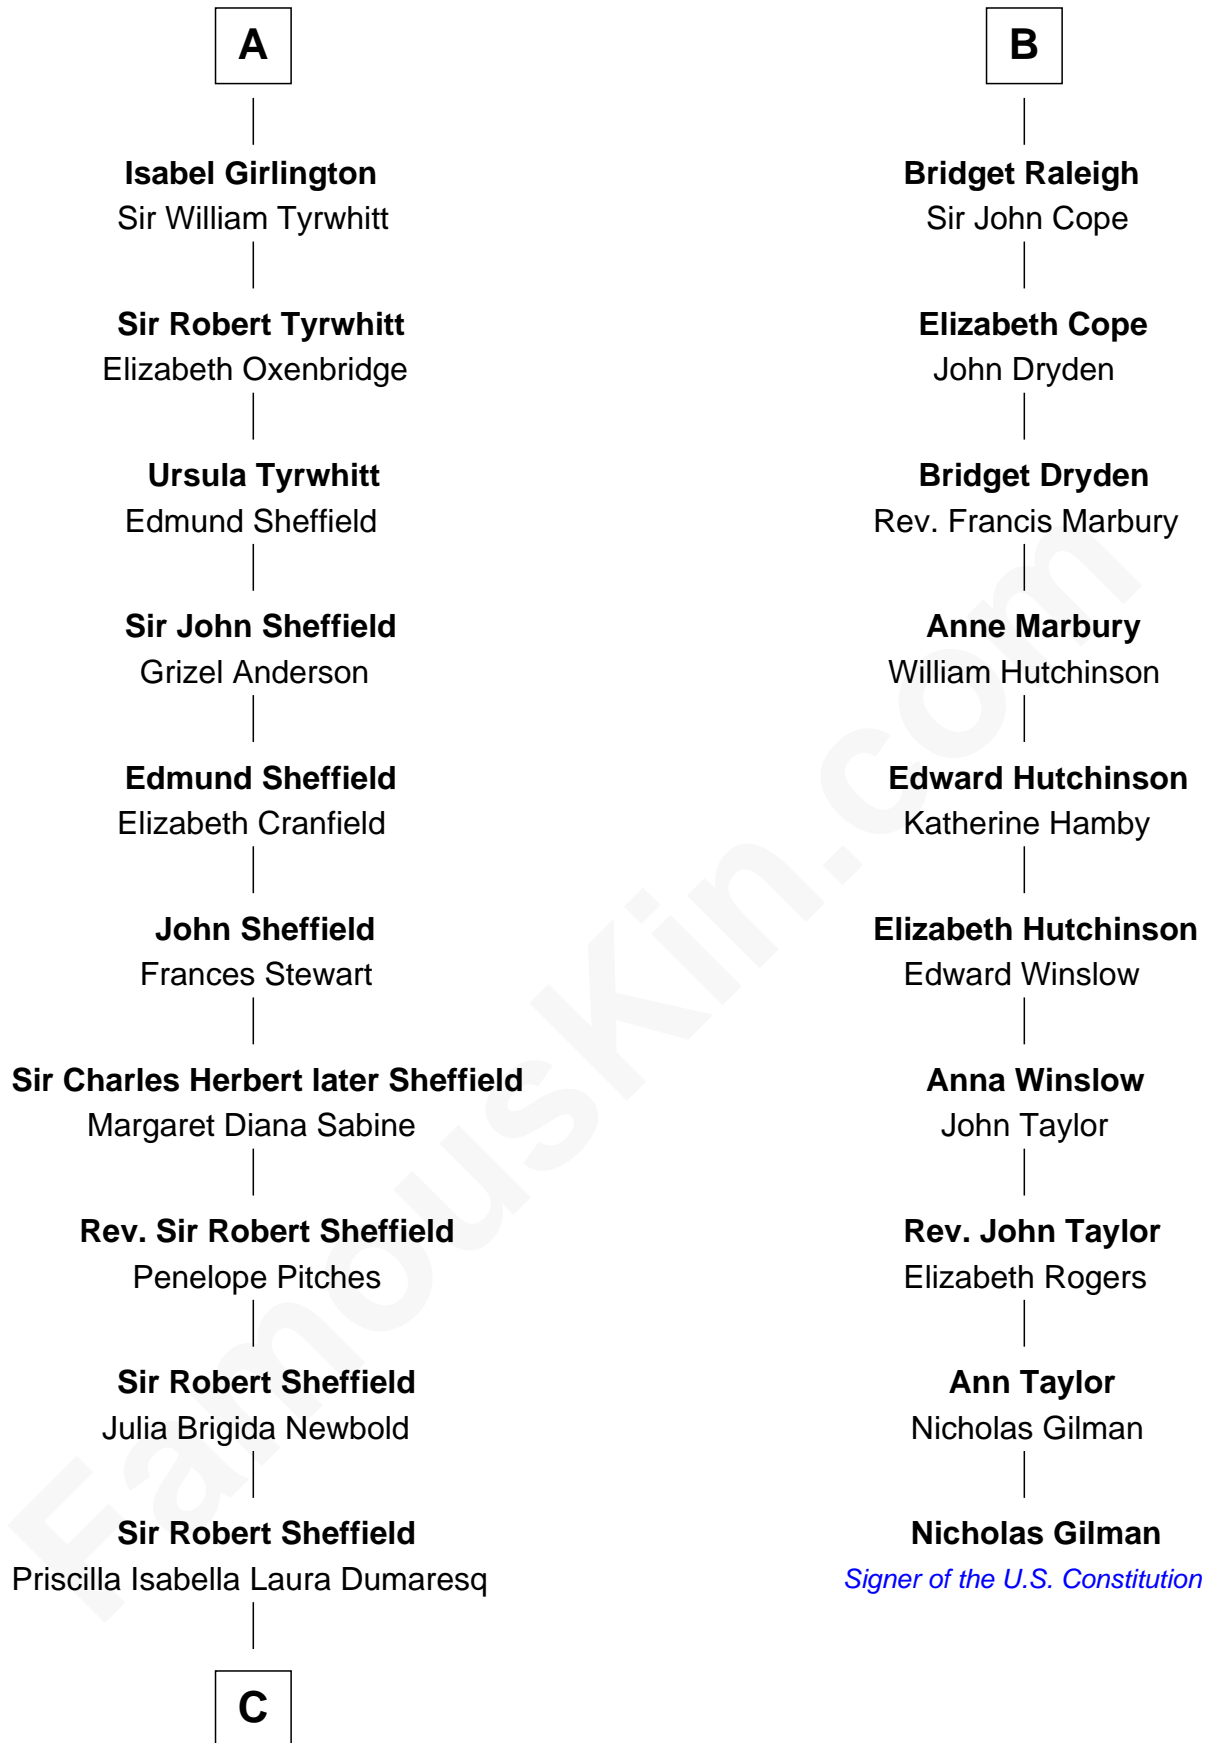 A
Isabel Girlington
Sir William Tyrwhitt
Sir Robert Tyrwhitt
Elizabeth Oxenbridge
Ursula Tyrwhitt
Edmund Sheffield
Sir John Sheffield
Grizel Anderson
Edmund Sheffield
Elizabeth Cranfield
John Sheffield
Frances Stewart
Sir Charles Herbert later Sheffield
Margaret Diana Sabine
Rev. Sir Robert Sheffield
Penelope Pitches
Sir Robert Sheffield
Julia Brigida Newbold
Sir Robert Sheffield
Priscilla Isabella Laura Dumaresq
C
B
Bridget Raleigh
Sir John Cope
Elizabeth Cope
John Dryden
Bridget Dryden
Rev. Francis Marbury
Anne Marbury
William Hutchinson
Edward Hutchinson
Katherine Hamby
Elizabeth Hutchinson
Edward Winslow
Anna Winslow
John Taylor
Rev. John Taylor
Elizabeth Rogers
Ann Taylor
Nicholas Gilman
Nicholas Gilman
Signer of the U.S. Constitution
FamousKin.com